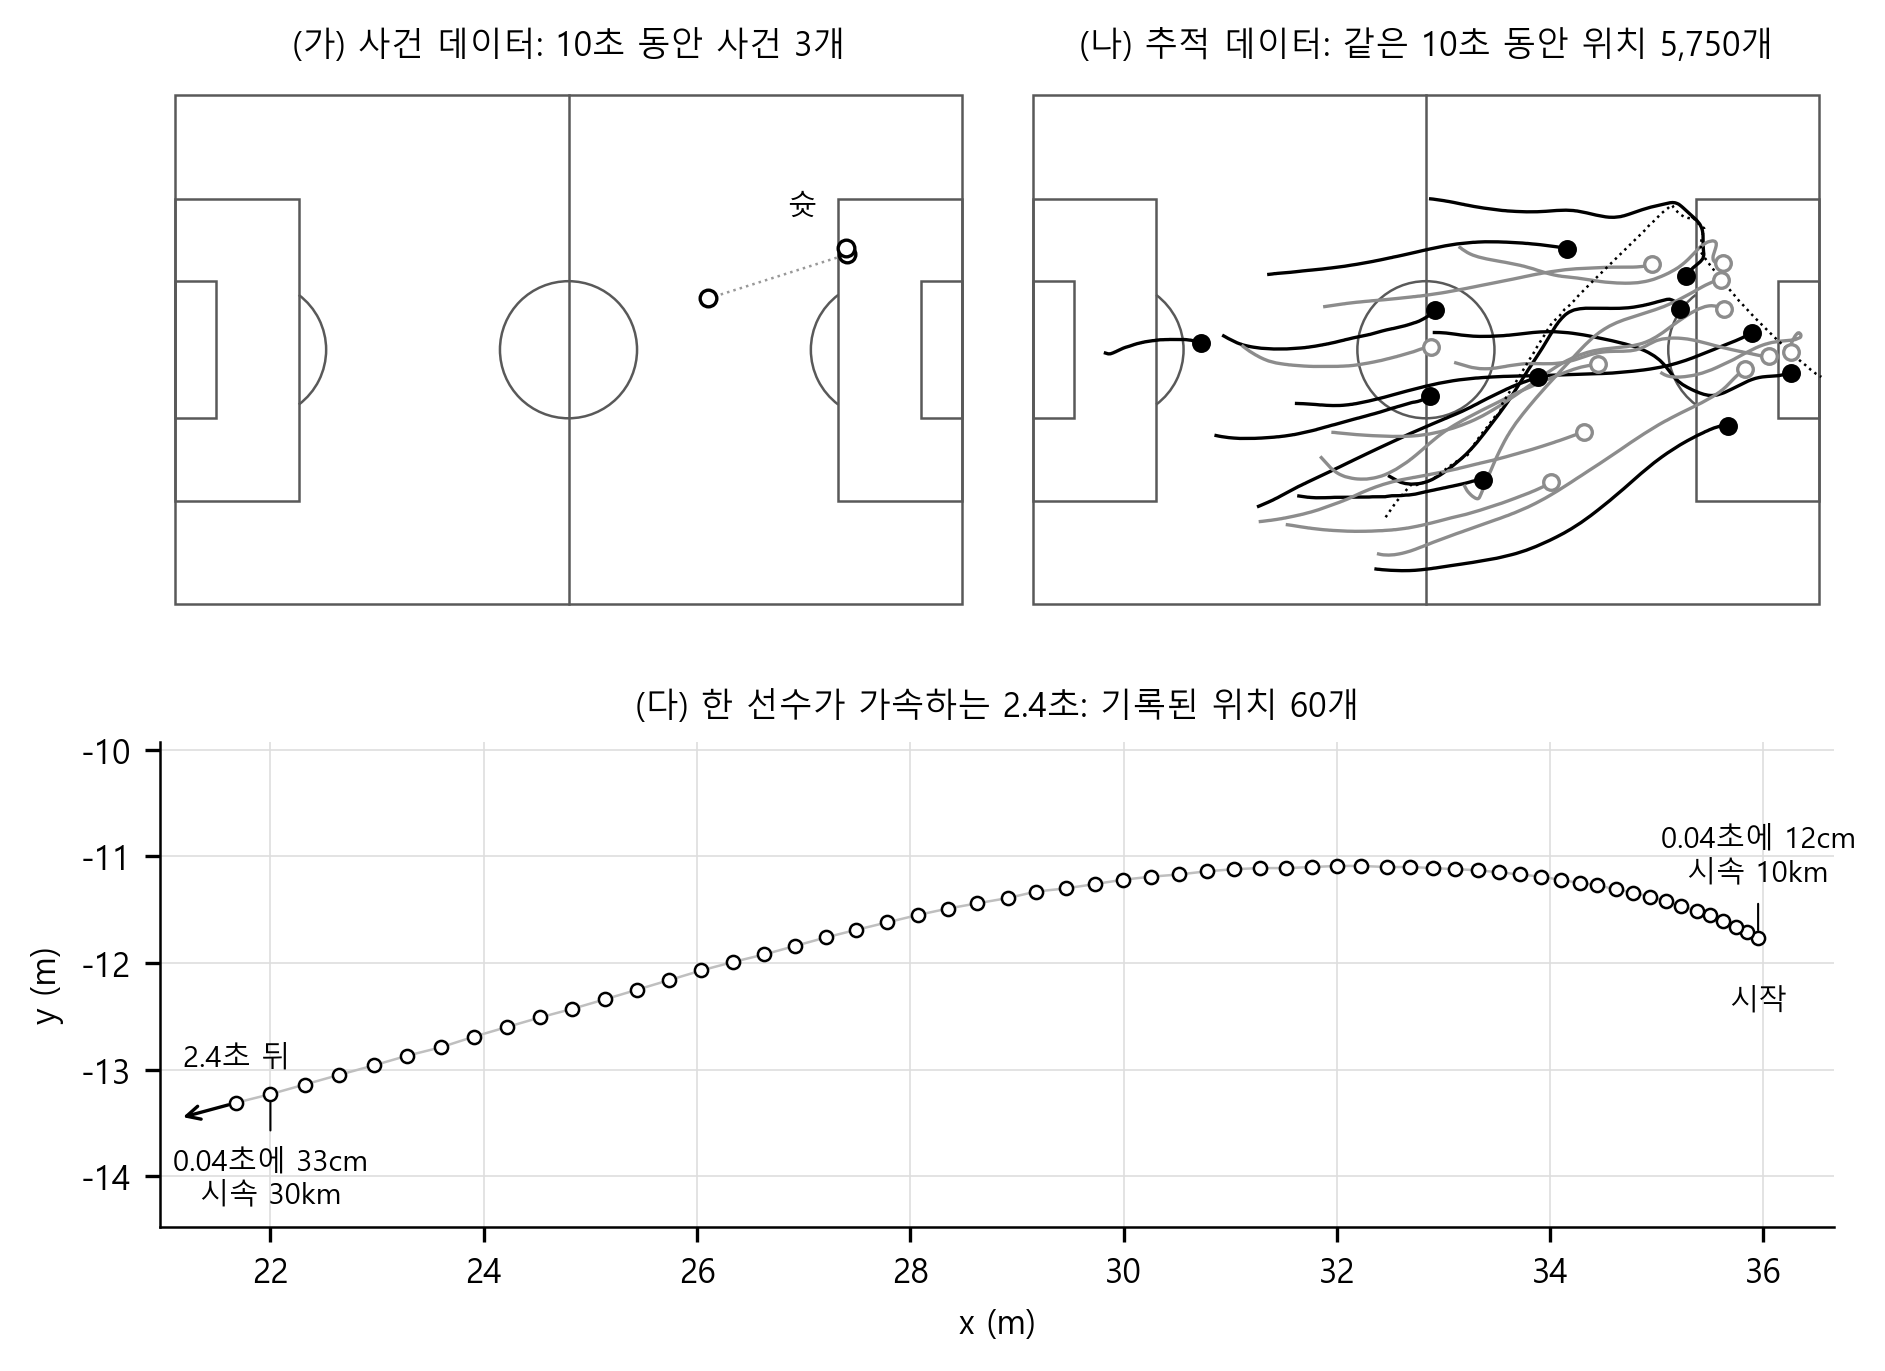 (가) 사건 데이터: 10초 동안 사건 3개
(나) 추적 데이터: 같은 10초 동안 위치 5,750개
슛
(다) 한 선수가 가속하는 2.4초: 기록된 위치 60개
-10
-11
-12
-13
-14
y (m)
0.04초에 12cm
시속 10km
시작
2.4초 뒤
0.04초에 33cm
시속 30km
22
24
26
28
30
32
34
36
x (m)